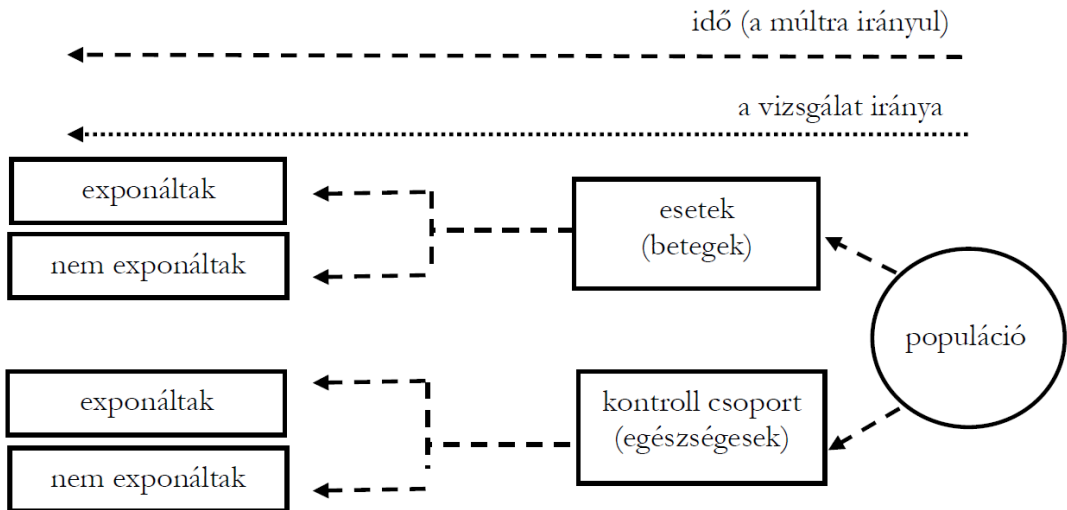 idő (a múltra irányul)
a vizsgálat iránya
exponáltak
nem exponáltak
esetek
(betegek)
populáció
exponáltak
nem exponáltak
kontroll csoport
(egészségesek)